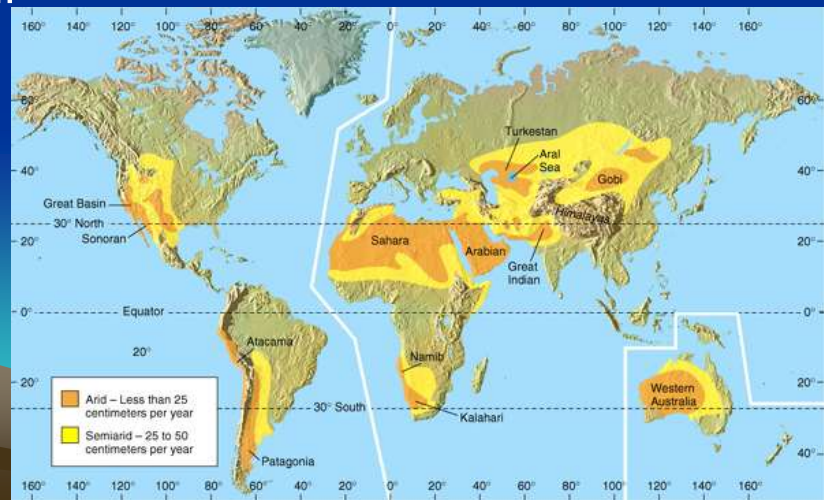 160° 140° 120° 100° 80° 60° 40° 20° 0° 20° 40° 60° 80° 100° 120° 140° 160°
60° 60°
Turkestan
Aral
Sea
40° 40°
Gobi
Great Basin
Himalayas
30° North
Sonoran
Sahara
Arabian
20° 20°
Great
Indian
Equator
0° 0°
20°
Atacama
Namib
20° 20°
Western
Australia
30° South
Kalahari
Arid – Less than 25
centimeters per year
Semiarid – 25 to 50
centimeters per year
Patagonia
40°
160° 140° 120° 100° 80° 60° 40° 20° 0° 20° 40° 60° 80° 100° 120° 140° 160°